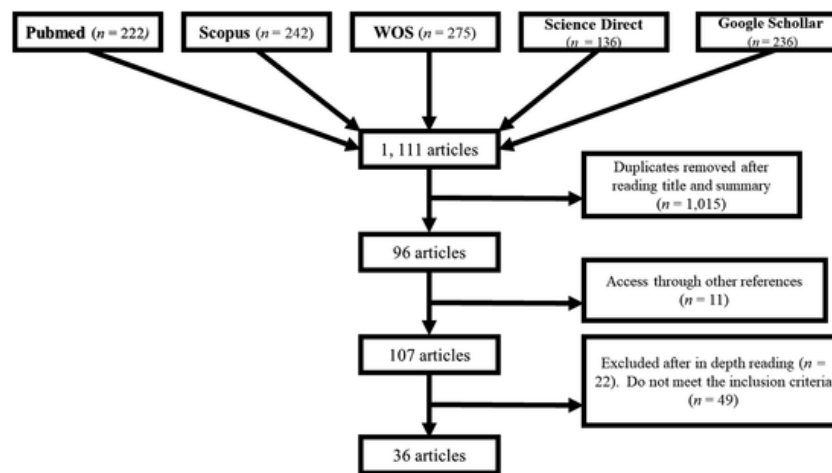 Pubmed (n = 222)
Scopus (n = 242)
WOS (n = 275)
Science Direct
(n = 136)
Google Schollar
(n = 236)
1, 111 articles
Duplicates removed after
reading title and summary
(n = 1,015)
96 articles
Access through other references
(n = 11)
107 articles
Excluded after in depth reading (n =
22). Do not meet the inclusion criteria
(n = 49)
36 articles